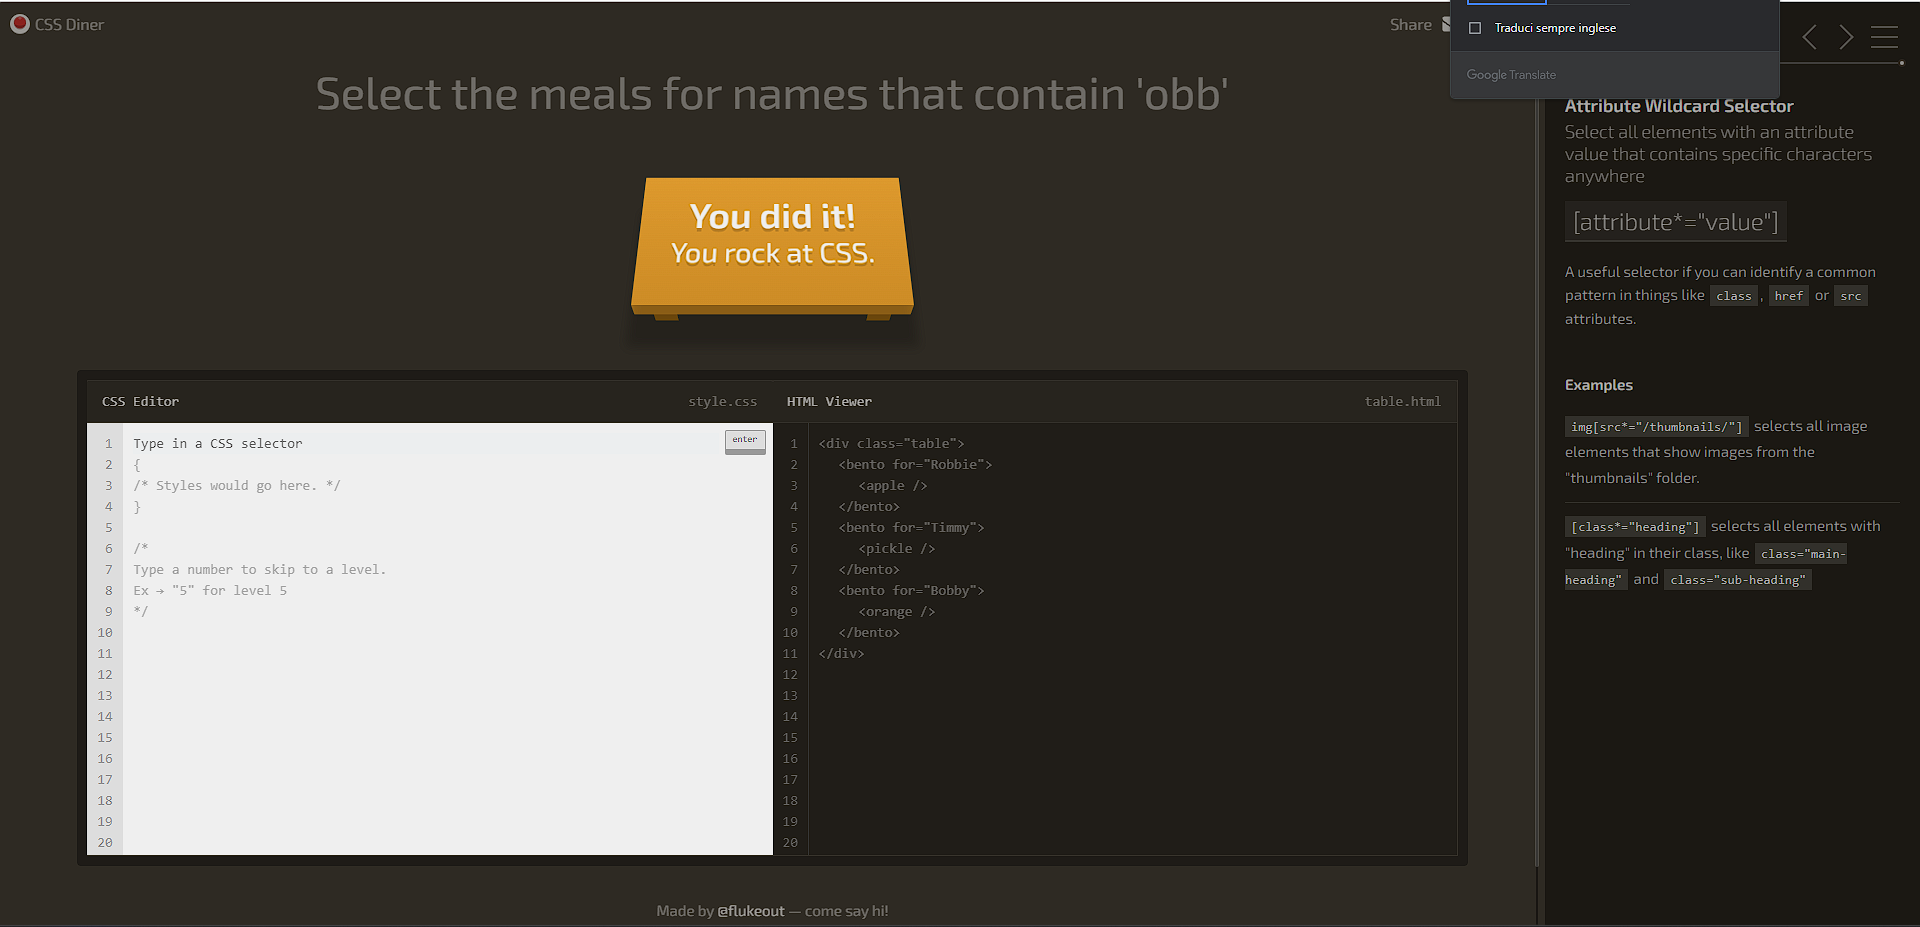 CSS Diner
Share
Traduci sempre inglese
Google Translate
Select the meals for names that contain 'obb'
You did it!
You rock at CSS.
CSS Editor
style.css
HTML Viewer
table.html
1 Type in a CSS selector
enter
2 {
3 /* Styles would go here. */
4 }
5
6 /*
7 Type a number to skip to a level.
8 Ex → "5" for level 5
9 */
10
11
12
13
14
15
16
17
18
19
20
1 <div class="table">
2 <bento for="Robbie">
3 <apple />
4 </bento>
5 <bento for="Timmy">
6 <pickle />
7 </bento>
8 <bento for="Bobby">
9 <orange />
10 </bento>
11 </div>
12
13
14
15
16
17
18
19
20
Made by @flukeout — come say hi!
Attribute Wildcard Selector
Select all elements with an attribute
value that contains specific characters
anywhere
[attribute*="value"]
A useful selector if you can identify a common
pattern in things like class , href or src
attributes.
Examples
img[src*="/thumbnails/"] selects all image
elements that show images from the
"thumbnails" folder.
[class*="heading"] selects all elements with
"heading" in their class, like class="main-
heading" and class="sub-heading"